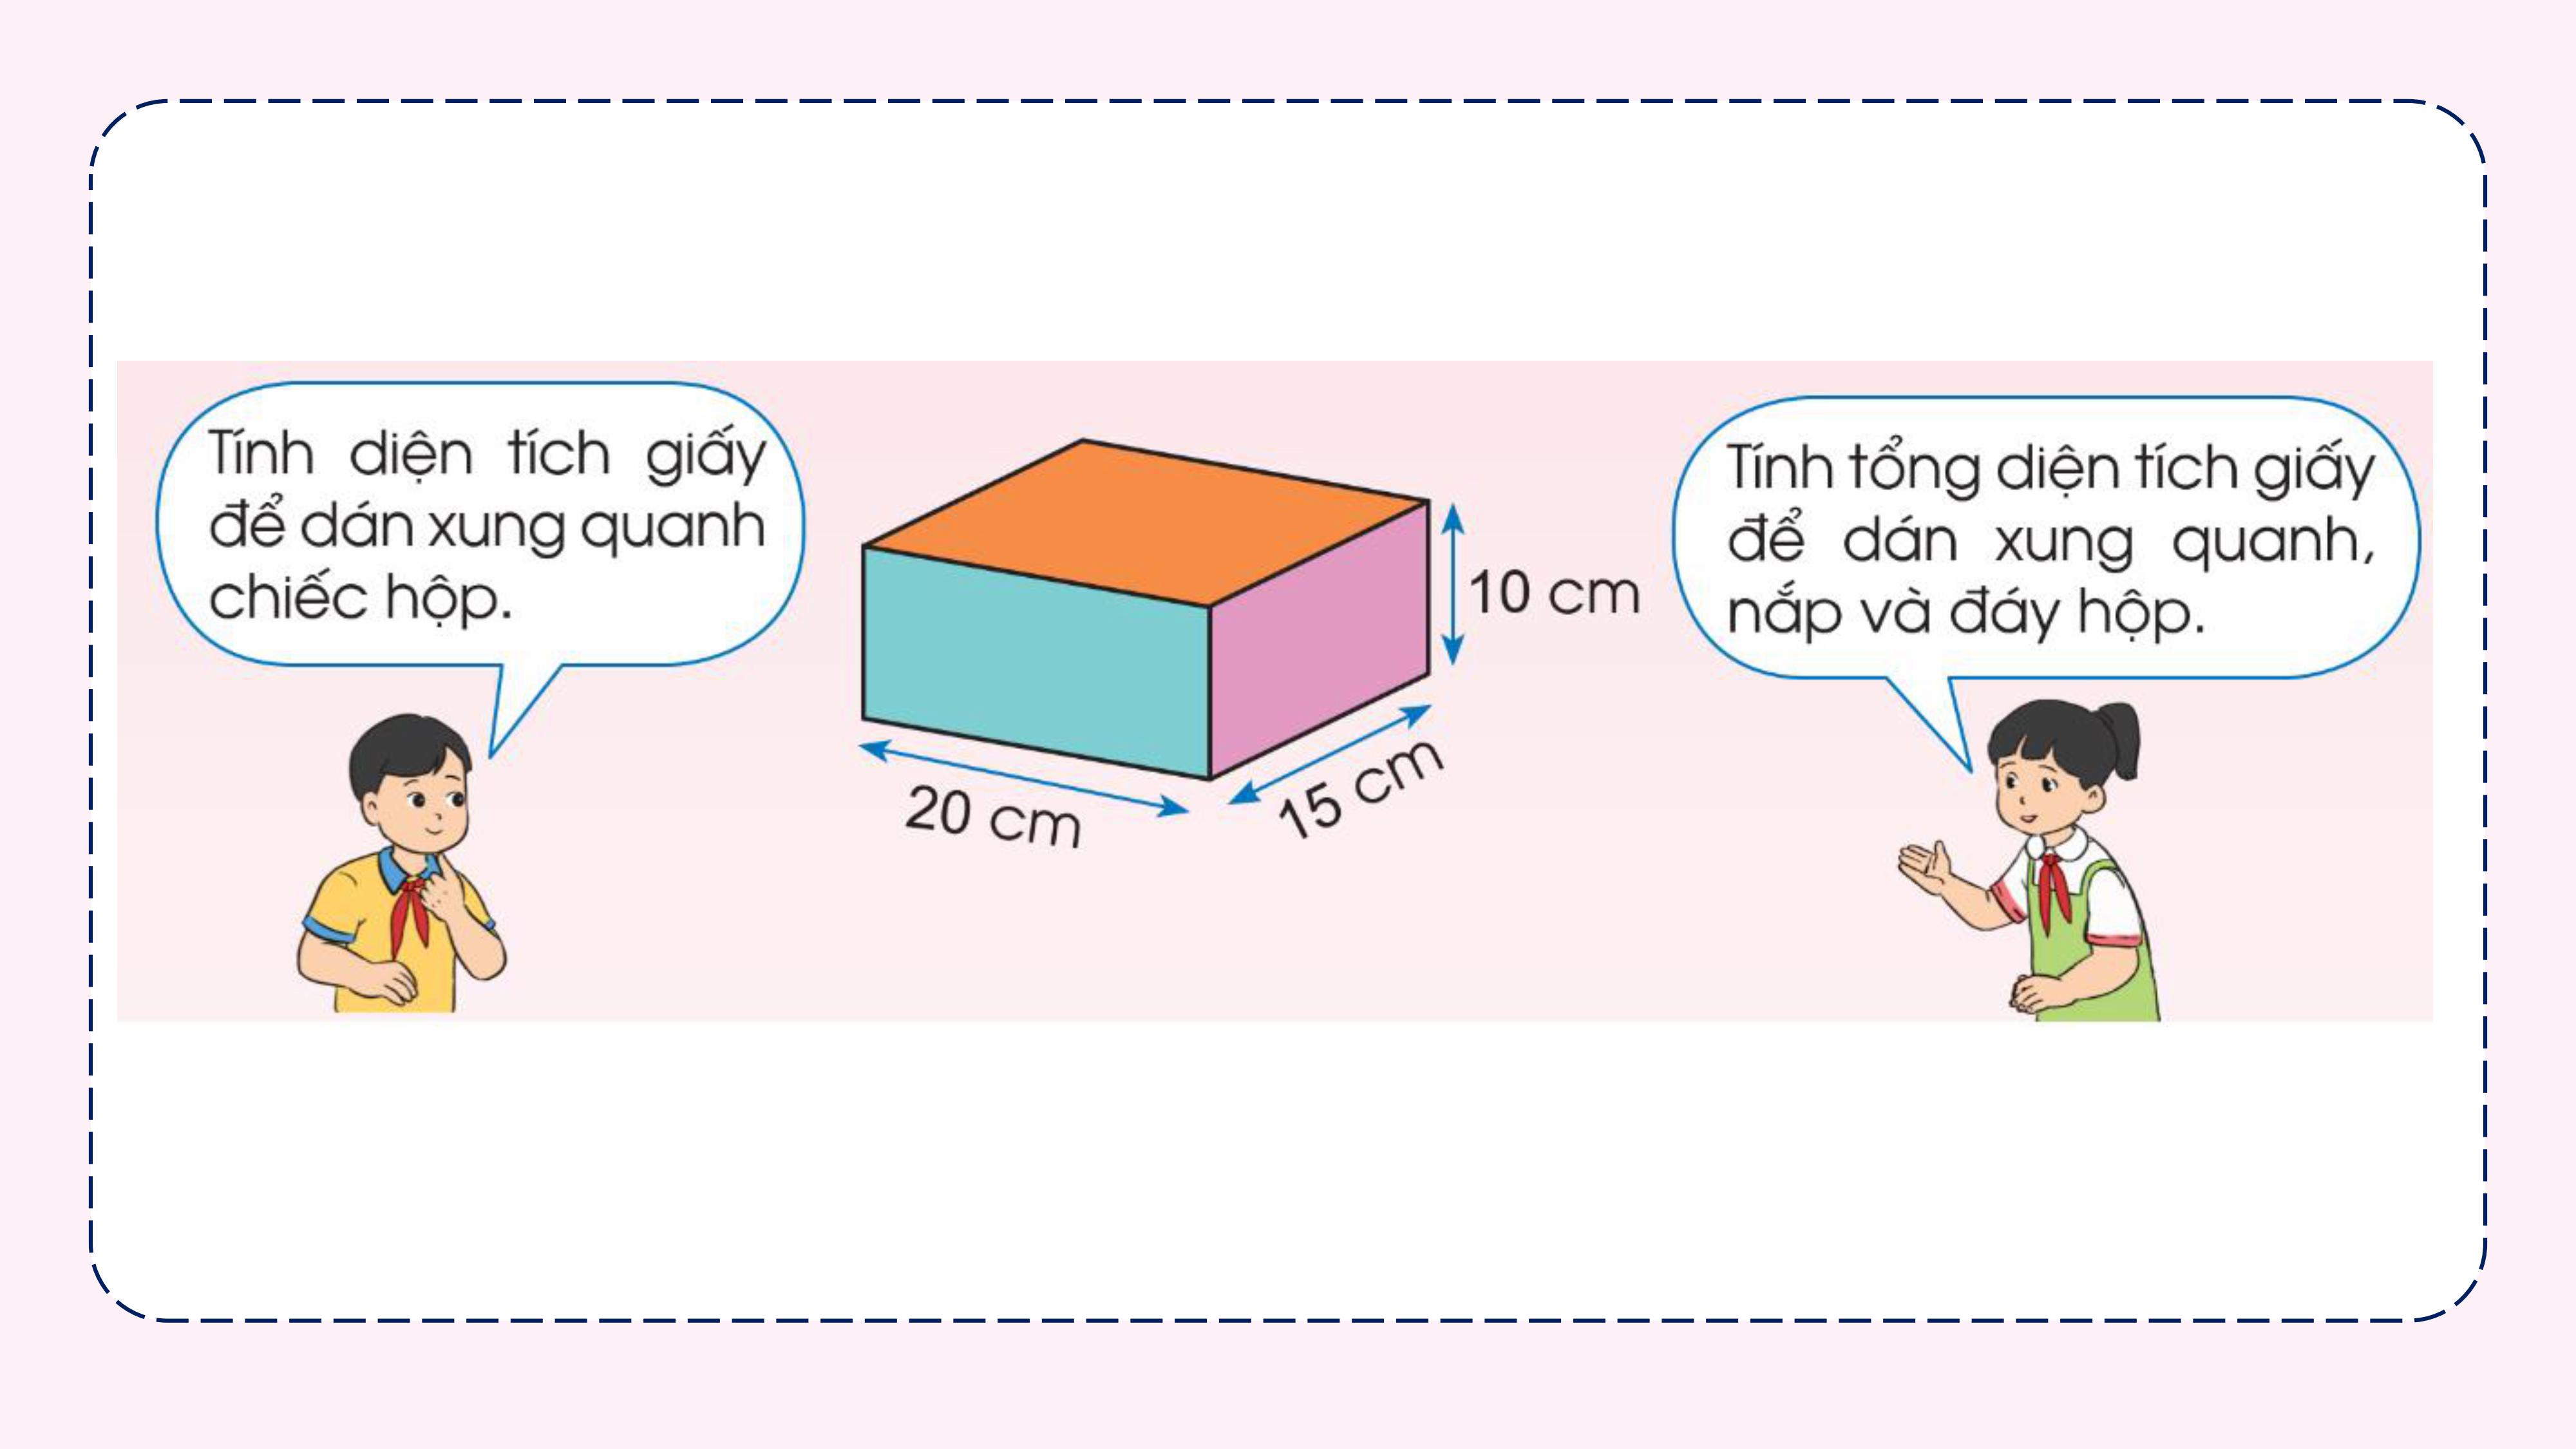 Tính diện tích giấy
để dán xung quanh
chiếc hộp.
10 cm
20 cm
15 cm
Tính tổng diện tích giấy
để dán xung quanh,
nắp và đáy hộp.